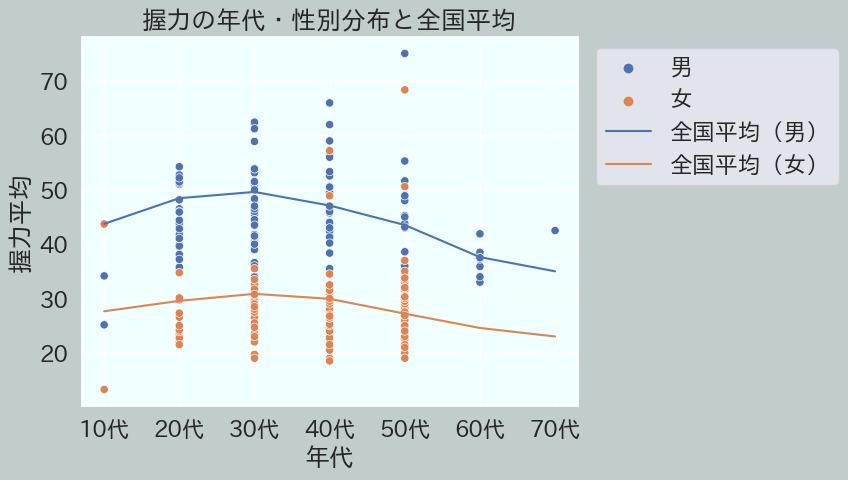 握力の年代・性別分布と全国平均
握力平均
70
60
50
40
30
20
10代 20代 30代 40代 50代 60代 70代
年代
男
女
全国平均（男）
全国平均（女）